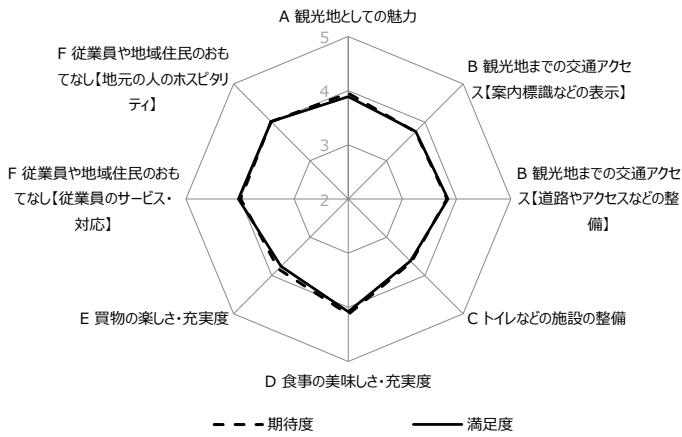 A 観光地としての魅力
5
F 従業員や地域住民のおも
てなし【地元の人のホスピタリ
ティ】
B 観光地までの交通アクセ
ス【案内標識などの表示】
4
3
F 従業員や地域住民のおも
てなし【従業員のサービス・
対応】
2
B 観光地までの交通アクセ
ス【道路やアクセスなどの整
備】
E 買物の楽しさ・充実度
C トイレなどの施設の整備
D 食事の美味しさ・充実度
期待度
満足度